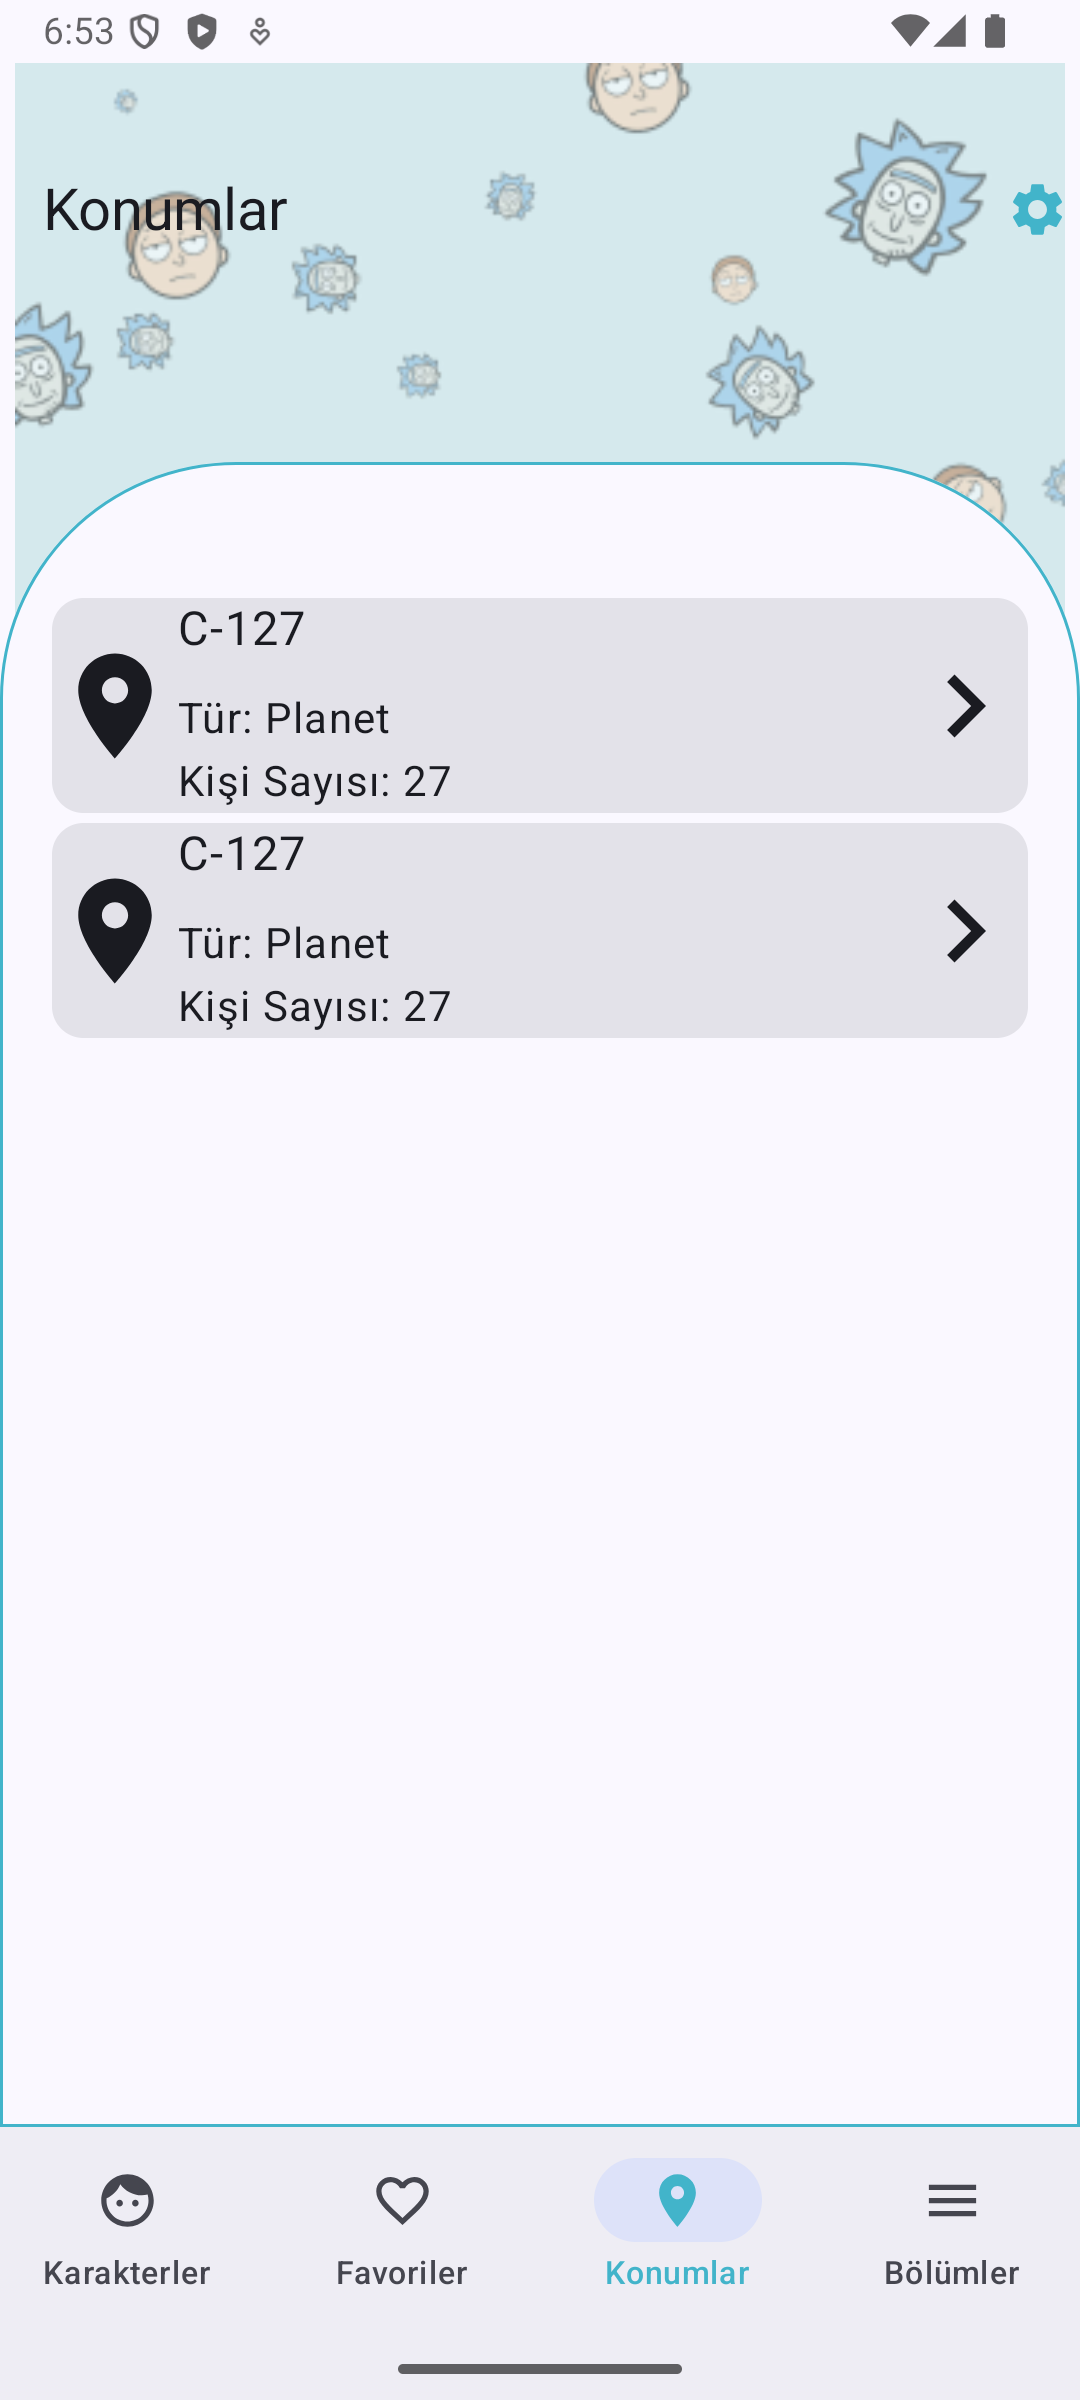 6:53
Konumlar
C-127
Tür: Planet
Kişi Sayısı: 27
C-127
Tür: Planet
Kişi Sayısı: 27
Karakterler
Favoriler
Konumlar
Bölümler